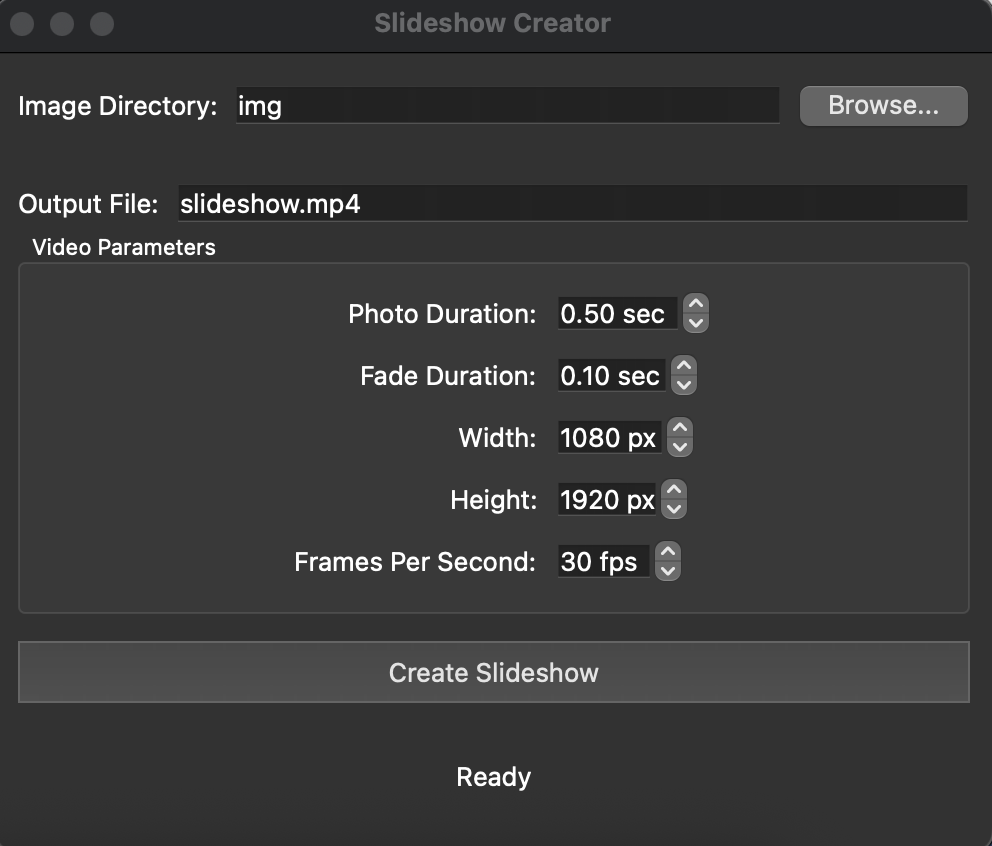 Slideshow Creator
Image Directory: img Browse...
Output File: slideshow.mp4
Video Parameters
Photo Duration: 0.50 sec
Fade Duration: 0.10 sec
Width: 1080 px
Height: 1920 px
Frames Per Second: 30 fps
Create Slideshow
Ready